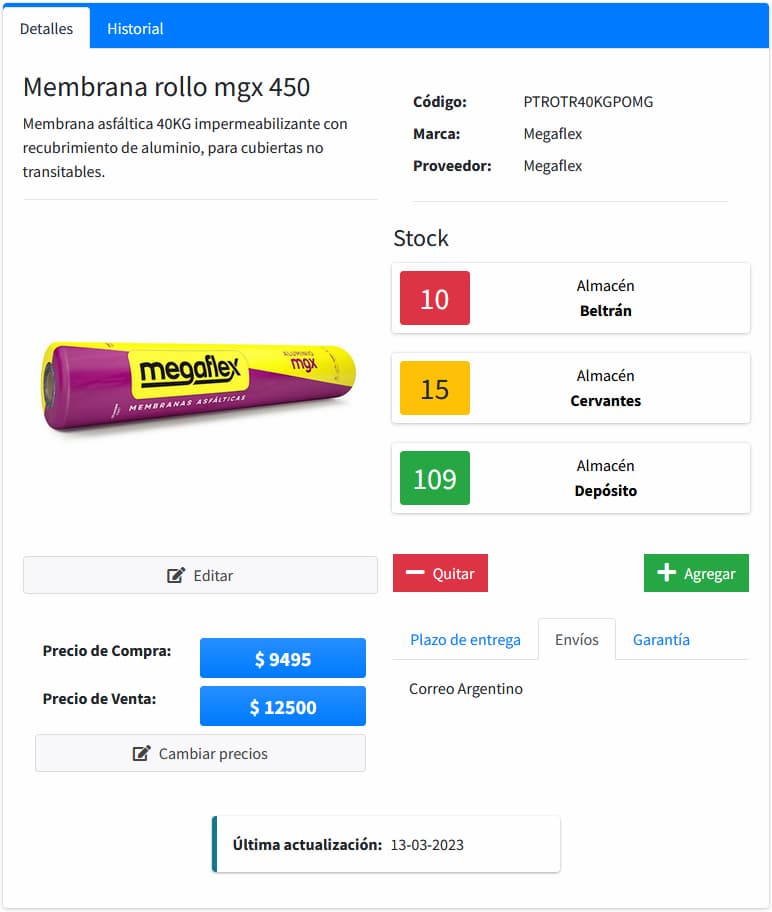 Detalles
Historial
Membrana rollo mgx 450
Membrana asfáltica 40KG impermeabilizante con
recubrimiento de aluminio, para cubiertas no
transitables.
Código: PTROTR40KGPOMG
Marca: Megaflex
Proveedor: Megaflex
megaflex
MEMBRANAS ASFÁLTICAS
ALUMINIO
mgx
Editar
Stock
10
Almacén
Beltrán
15
Almacén
Cervantes
109
Almacén
Depósito
Quitar
Agregar
Precio de Compra: $ 9495
Precio de Venta: $ 12500
Cambiar precios
Plazo de entrega
Envíos
Garantía
Correo Argentino
Última actualización: 13-03-2023